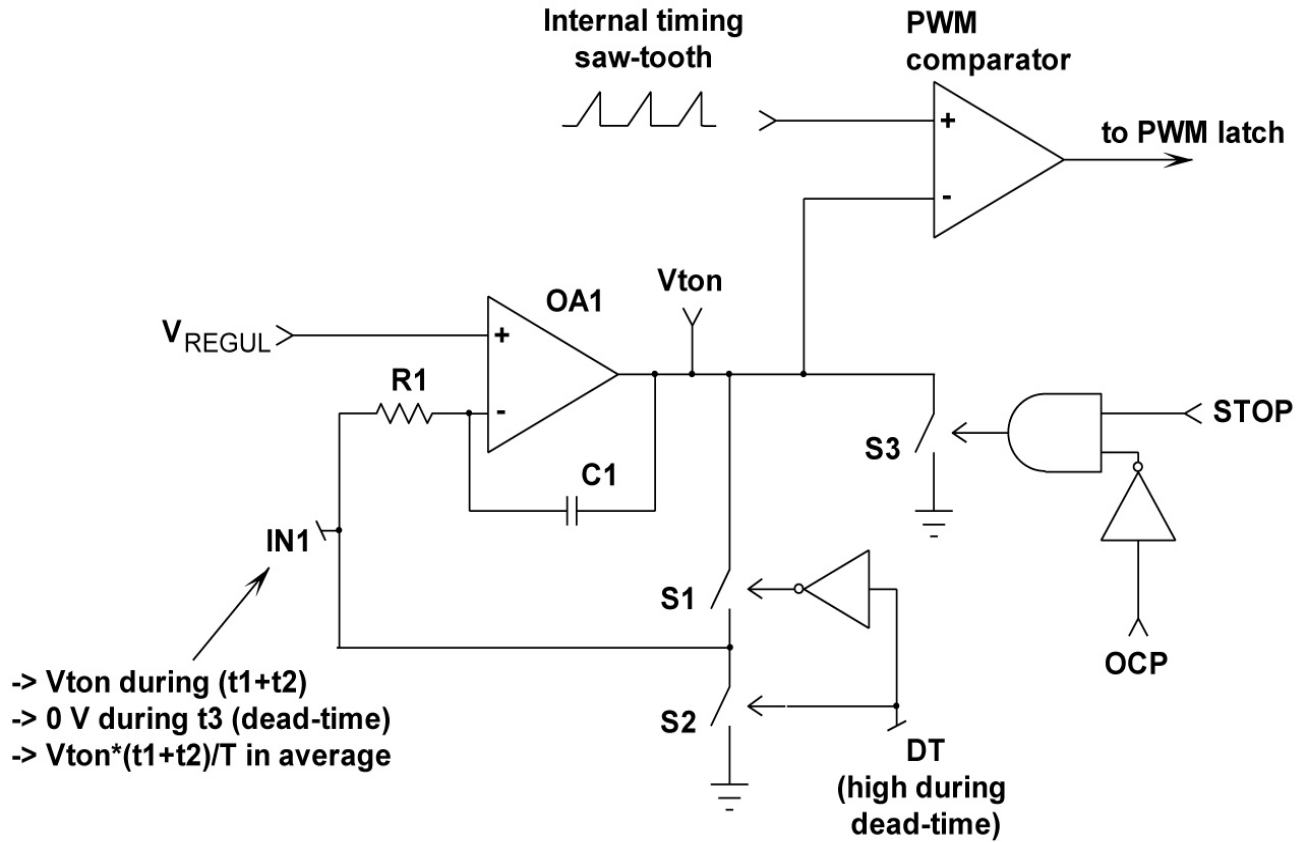 Internal timing
saw-tooth
PWM
comparator
+
-
to PWM latch
Vton
OA1
VREGUL
+
-
R1
C1
S3
STOP
IN1
S1
OCP
-> Vton during (t1+t2)
-> 0 V during t3 (dead-time)
-> Vton*(t1+t2)/T in average
S2
DT
(high during
dead-time)